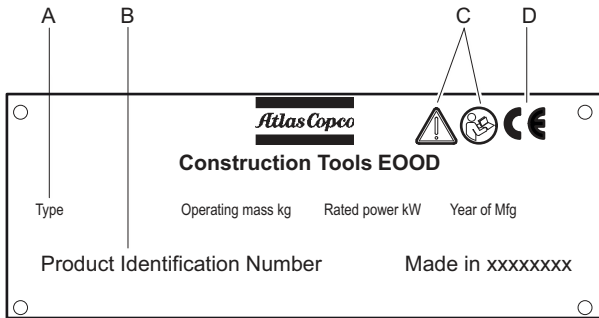 A B C D
Atlas Copco
CE
Construction Tools EOOD
Type Operating mass kg Rated power kW Year of Mfg
Product Identification Number Made in xxxxxxxx